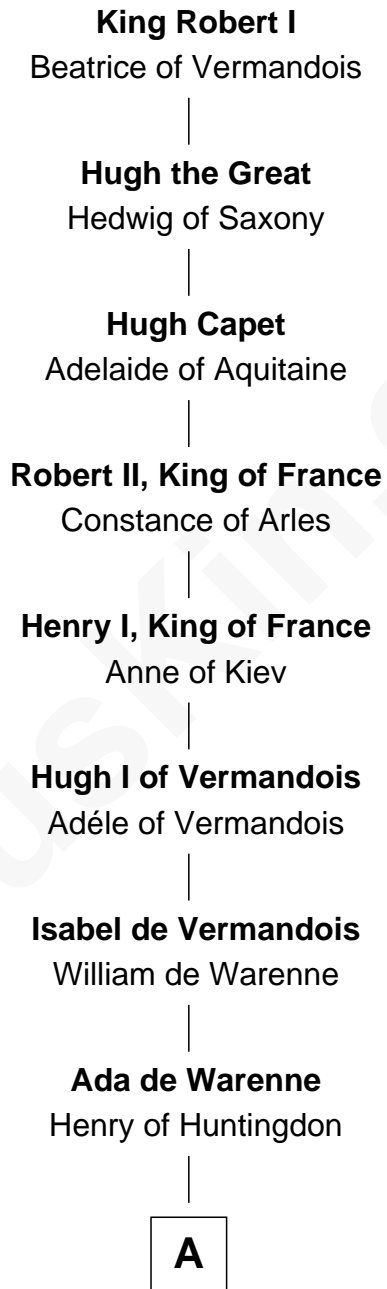 King Robert I
Beatrice of Vermandois
Hugh the Great
Hedwig of Saxony
Hugh Capet
Adelaide of Aquitaine
Robert II, King of France
Constance of Arles
Henry I, King of France
Anne of Kiev
Hugh I of Vermandois
Adéle of Vermandois
Isabel de Vermandois
William de Warenne
Ada de Warenne
Henry of Huntingdon
A